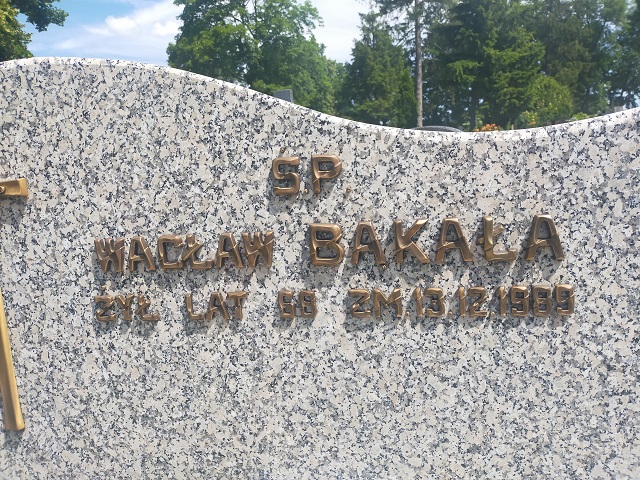 Ś.P.
WACŁAW BAKAŁA
ŻYŁ LAT 68 ZM. 13.12.1989